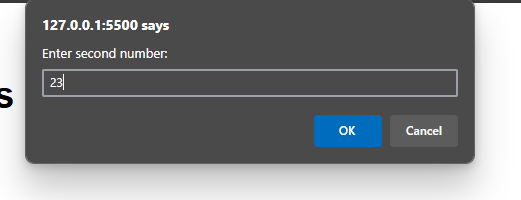 127.0.0.1:5500 says
Enter second number:
s
23
OK
Cancel